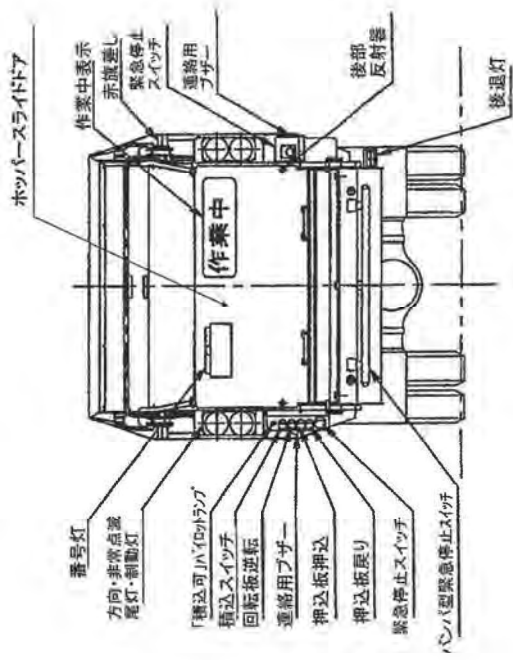 ホッパースライドドア
作業中表示
赤旗差し
緊急停止
スイッチ
連絡用
ブザー
後部
反射器
後退灯
作業中
番号灯
方向・非常点滅
尾灯・制動灯
「積込可」パイロットランプ
積込スイッチ
回転板逆転
連絡用ブザー
押込板押込
押込板戻り
緊急停止スイッチ
バンパ型緊急停止スイッチ